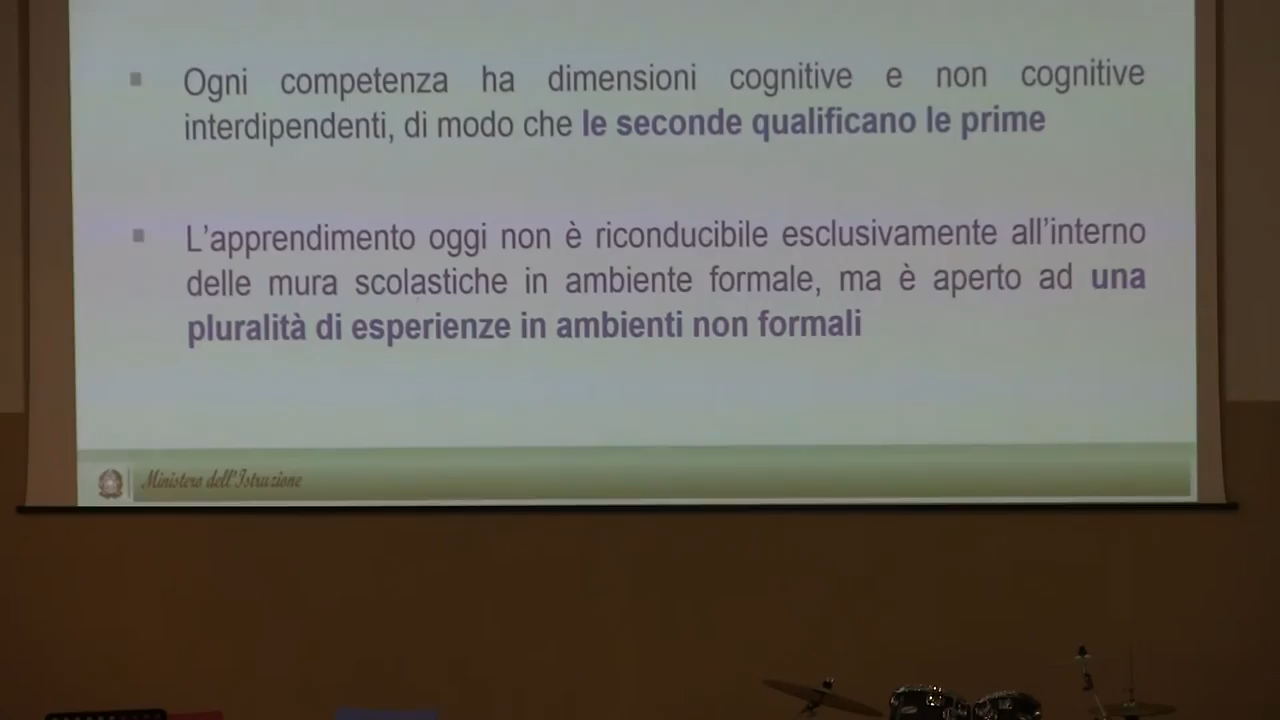 Ogni competenza ha dimensioni cognitive e non cognitive
interdipendenti, di modo che le seconde qualificano le prime
L'apprendimento oggi non è riconducibile esclusivamente all'interno
delle mura scolastiche in ambiente formale, ma è aperto ad una
pluralità di esperienze in ambienti non formali
Ministero dell'Istruzione